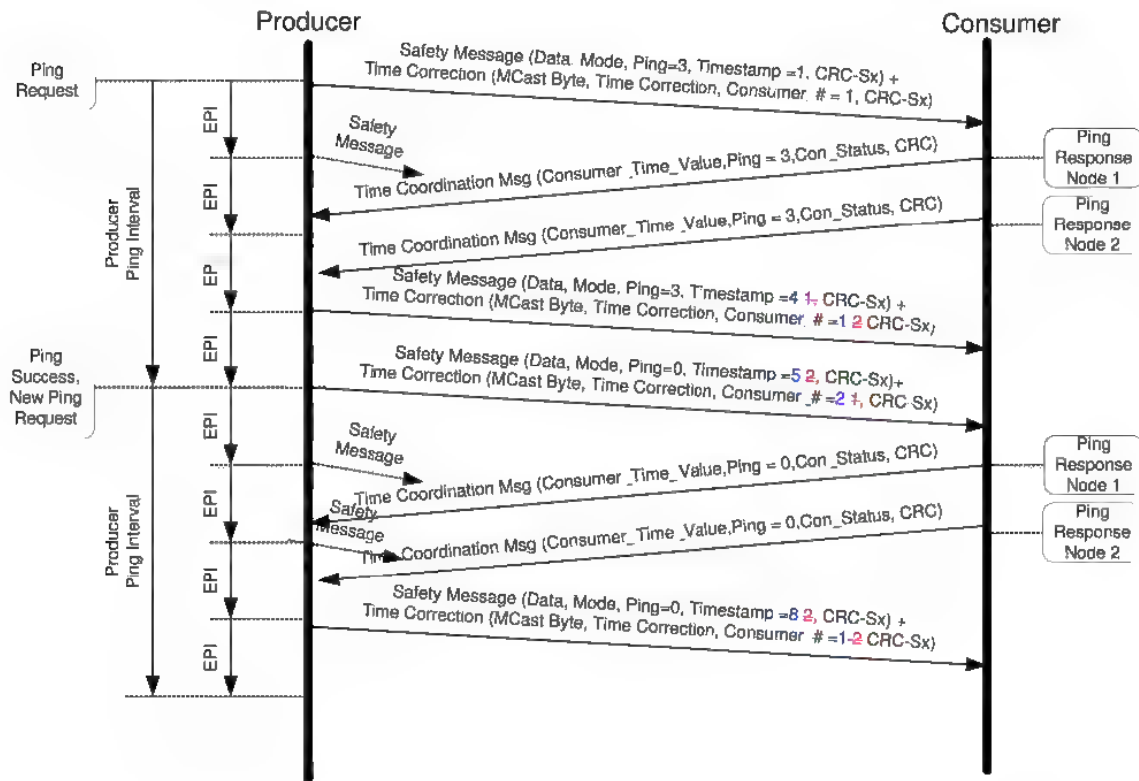 Producer
Consumer
Ping
Request
Safety Message (Data, Mode, Ping=3, Timestamp =1, CRC-Sx) +
Time Correction (MCast Byte, Time Correction, Consumer_# = 1, CRC-Sx)
EPI
Safety
Message
Time Coordination Msg (Consumer_Time_Value,Ping = 3,Con_Status, CRC)
Ping
Response
Node 1
EPI
Producer
Ping Interval
Time Coordination Msg (Consumer_Time_Value,Ping = 3,Con_Status, CRC)
Ping
Response
Node 2
EP
Safety Message (Data, Mode, Ping=3, Timestamp =4 1, CRC-Sx) +
Time Correction (MCast Byte, Time Correction, Consumer_# =1 2 CRC-Sx)
EPI
Ping
Success,
New Ping
Request
Safety Message (Data, Mode, Ping=0, Timestamp =5 2, CRC-Sx)+
Time Correction (MCast Byte, Time Correction, Consumer_# =2 1, CRC-Sx)
EPI
Safety
Message
Time Coordination Msg (Consumer_Time_Value,Ping = 0,Con_Status, CRC)
Ping
Response
Node 1
EPI
Safety
Message
Producer
Ping Interval
Time Coordination Msg (Consumer_Time_Value,Ping = 0,Con_Status, CRC)
Ping
Response
Node 2
EPI
Safety Message (Data, Mode, Ping=0, Timestamp =8 2, CRC-Sx) +
Time Correction (MCast Byte, Time Correction, Consumer_# =1-2 CRC-Sx)
EPI